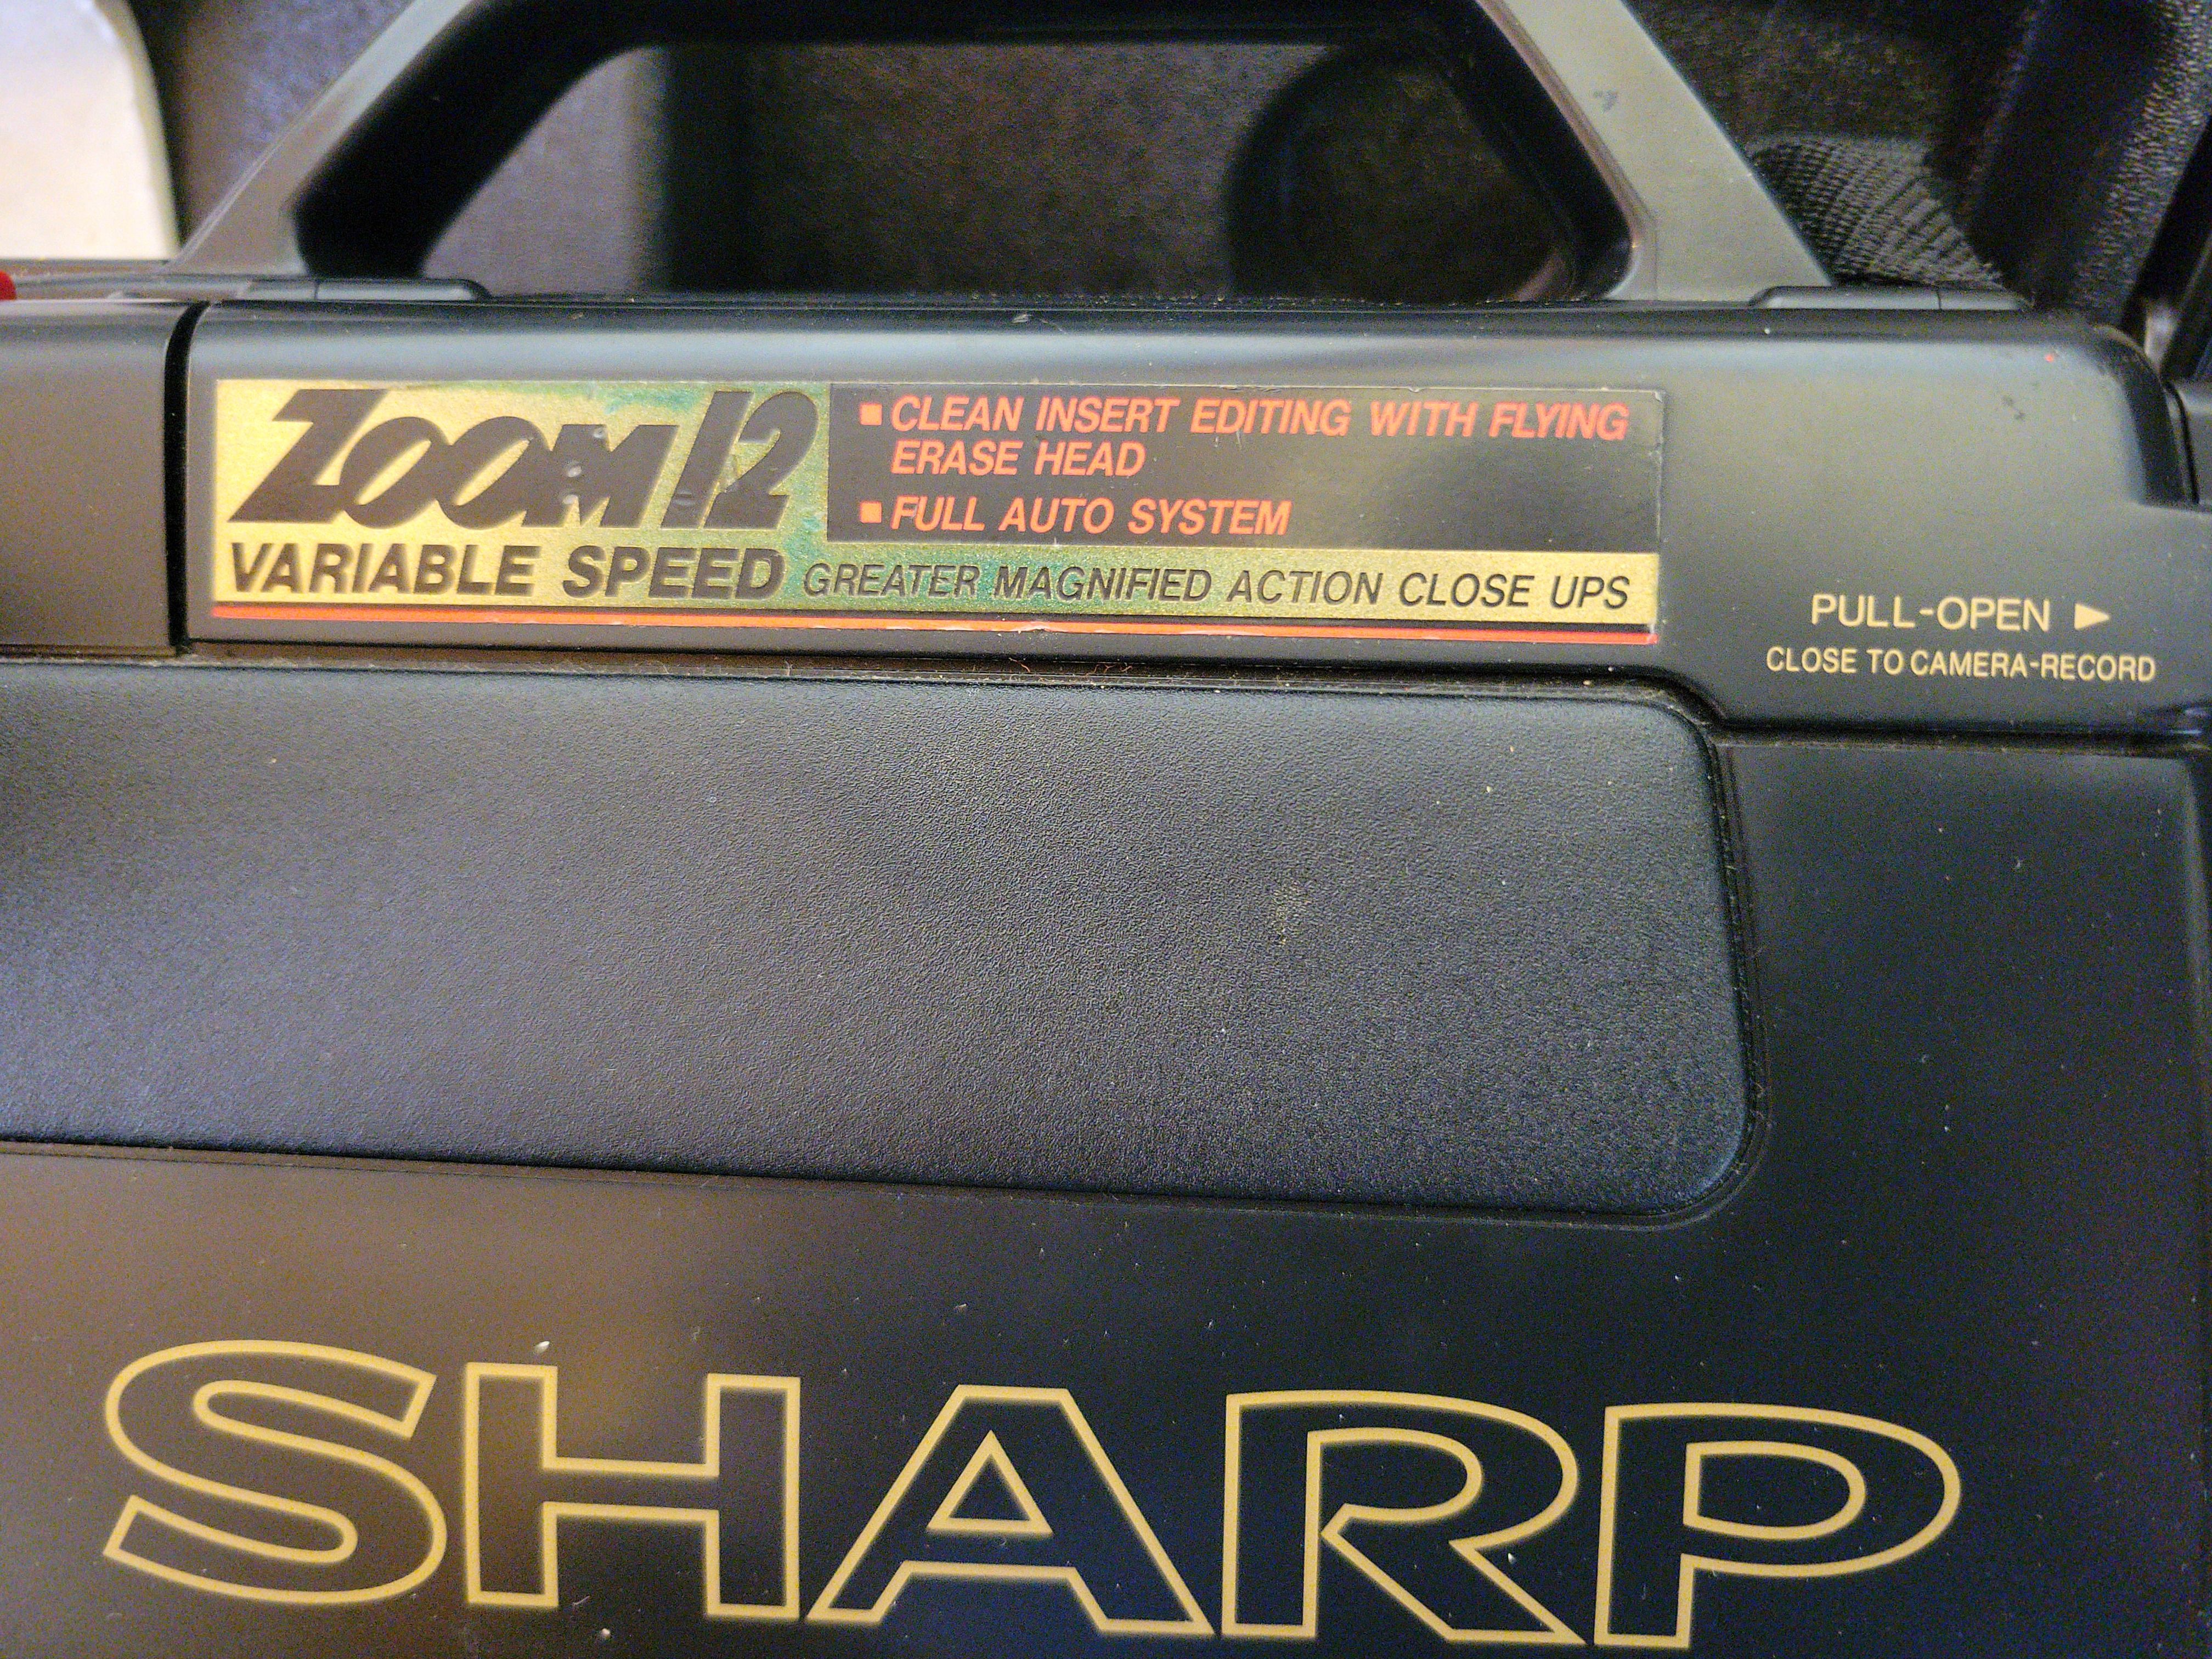 ZOOM 12
■ CLEAN INSERT EDITING WITH FLYING
ERASE HEAD
■ FULL AUTO SYSTEM
VARIABLE SPEED GREATER MAGNIFIED ACTION CLOSE UPS
PULL-OPEN ▶
CLOSE TO CAMERA-RECORD
SHARP